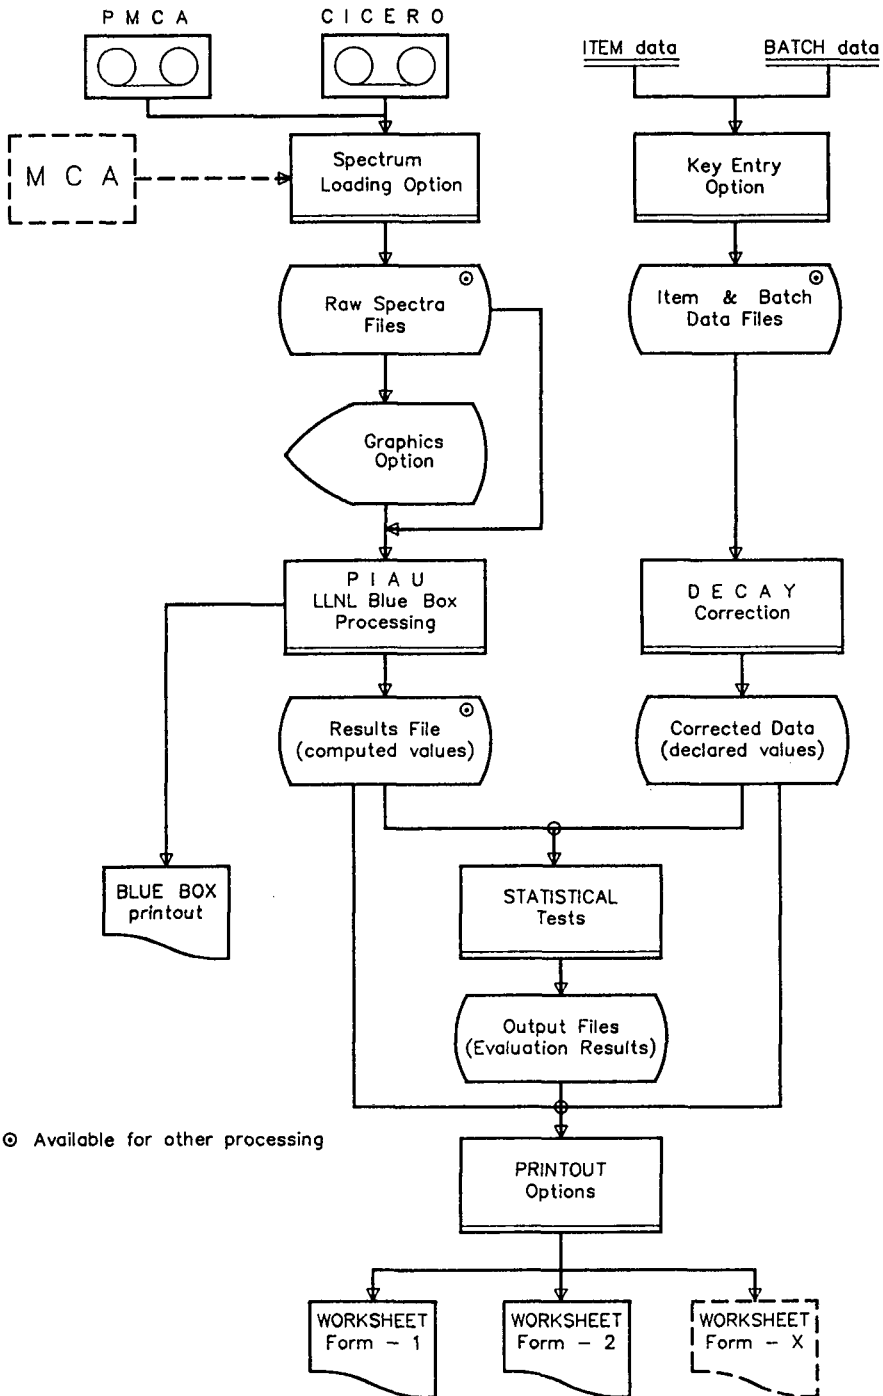 P M C A
C I C E R O
ITEM data
BATCH data
M C A
Spectrum
Loading Option
Key Entry
Option
Raw Spectra
Files
Item & Batch
Data Files
Graphics
Option
P I A U
LLNL Blue Box
Processing
D E C A Y
Correction
Results File
(computed values)
Corrected Data
(declared values)
BLUE BOX
printout
STATISTICAL
Tests
Output Files
(Evaluation Results)
⊙ Available for other processing
PRINTOUT
Options
WORKSHEET
Form - 1
WORKSHEET
Form - 2
WORKSHEET
Form - X